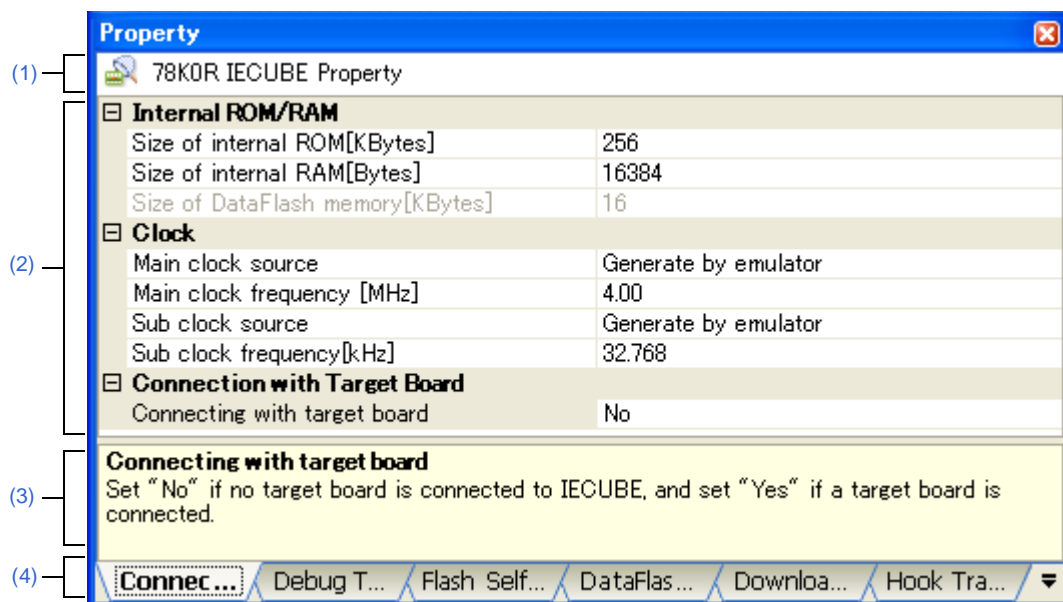 Property
(1)
78K0R IECUBE Property
(2)
Internal ROM/RAM
Size of internal ROM[KBytes] 256
Size of internal RAM[Bytes] 16384
Size of DataFlash memory[KBytes] 16
Clock
Main clock source Generate by emulator
Main clock frequency [MHz] 4.00
Sub clock source Generate by emulator
Sub clock frequency[kHz] 32.768
Connection with Target Board
Connecting with target board No
(3)
Connecting with target board
Set "No" if no target board is connected to IECUBE, and set "Yes" if a target board is
connected.
(4)
Connec... Debug T... Flash Self... DataFlas... Downloa... Hook Tra...